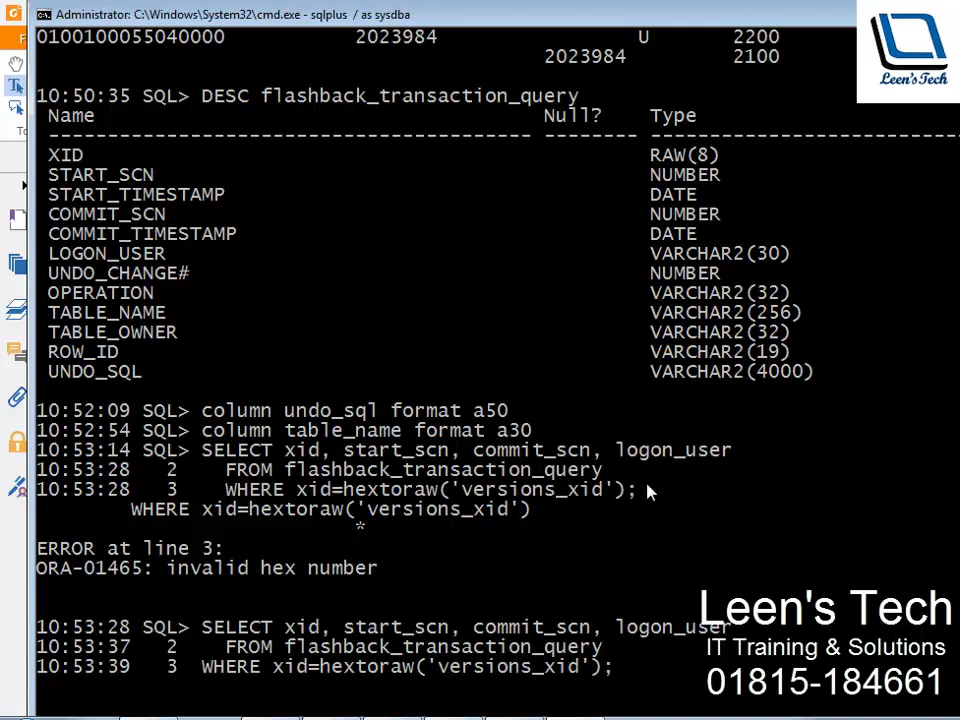 Administrator: C:\Windows\System32\cmd.exe - sqlplus / as sysdba
0100100055040000 2023984 U 2200
2023984 2100
10:50:35 SQL> DESC flashback_transaction_query
Name Null? Type
----------------------------------------- -------- ----------------------------
XID RAW(8)
START_SCN NUMBER
START_TIMESTAMP DATE
COMMIT_SCN NUMBER
COMMIT_TIMESTAMP DATE
LOGON_USER VARCHAR2(30)
UNDO_CHANGE# NUMBER
OPERATION VARCHAR2(32)
TABLE_NAME VARCHAR2(256)
TABLE_OWNER VARCHAR2(32)
ROW_ID VARCHAR2(19)
UNDO_SQL VARCHAR2(4000)
10:52:09 SQL> column undo_sql format a50
10:52:54 SQL> column table_name format a30
10:53:14 SQL> SELECT xid, start_scn, commit_scn, logon_user
10:53:28 2 FROM flashback_transaction_query
10:53:28 3 WHERE xid=hextoraw('versions_xid');
WHERE xid=hextoraw('versions_xid')
*
ERROR at line 3:
ORA-01465: invalid hex number
10:53:28 SQL> SELECT xid, start_scn, commit_scn, logon_user
10:53:37 2 FROM flashback_transaction_query
10:53:39 3 WHERE xid=hextoraw('versions_xid');
Leen's Tech
Leen's Tech
IT Training & Solutions
01815-184661